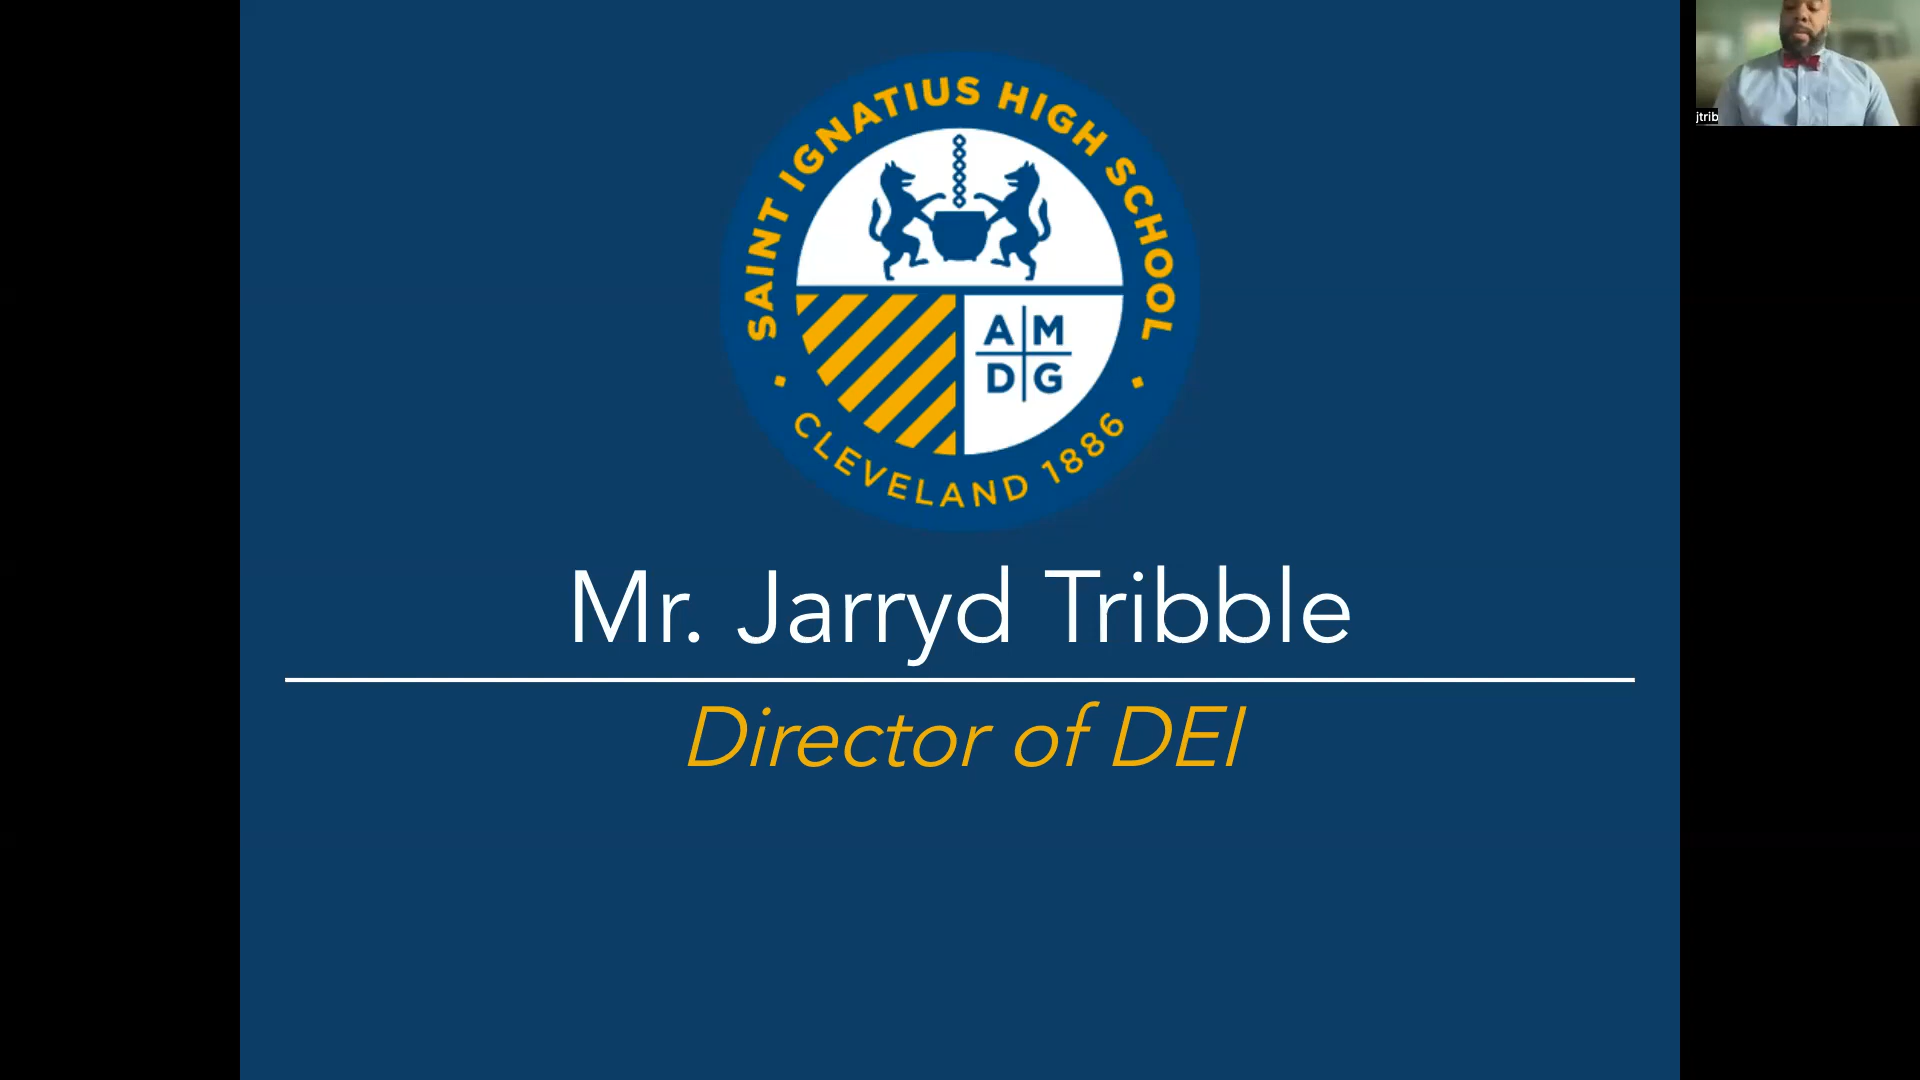 SAINT IGNATIUS HIGH SCHOOL
A M
D G
CLEVELAND 1886
Mr. Jarryd Tribble
Director of DEI
jtrib